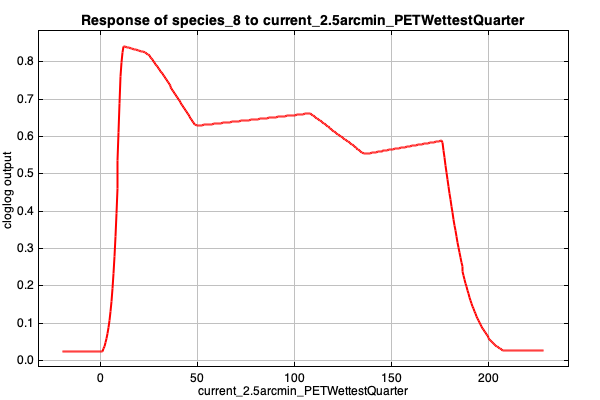 Response of species_8 to current_2.5arcmin_PETWettestQuarter
cloglog output
0.8
0.7
0.6
0.5
0.4
0.3
0.2
0.1
0.0
0 50 100 150 200
current_2.5arcmin_PETWettestQuarter